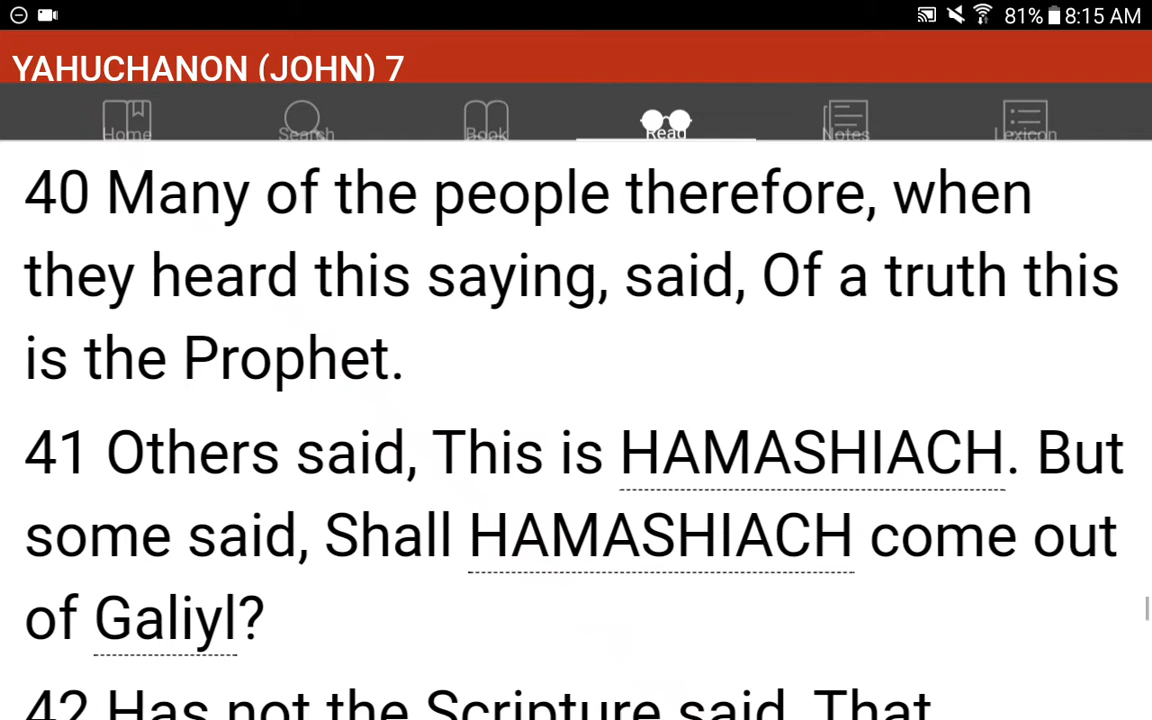 81% 8:15 AM
YAHUCHANON (JOHN) 7
Home Search Book Read Notes Lexicon
40 Many of the people therefore, when
they heard this saying, said, Of a truth this
is the Prophet.
41 Others said, This is HAMASHIACH. But
some said, Shall HAMASHIACH come out
of Galiyl?
42 Has not the Scripture said, That